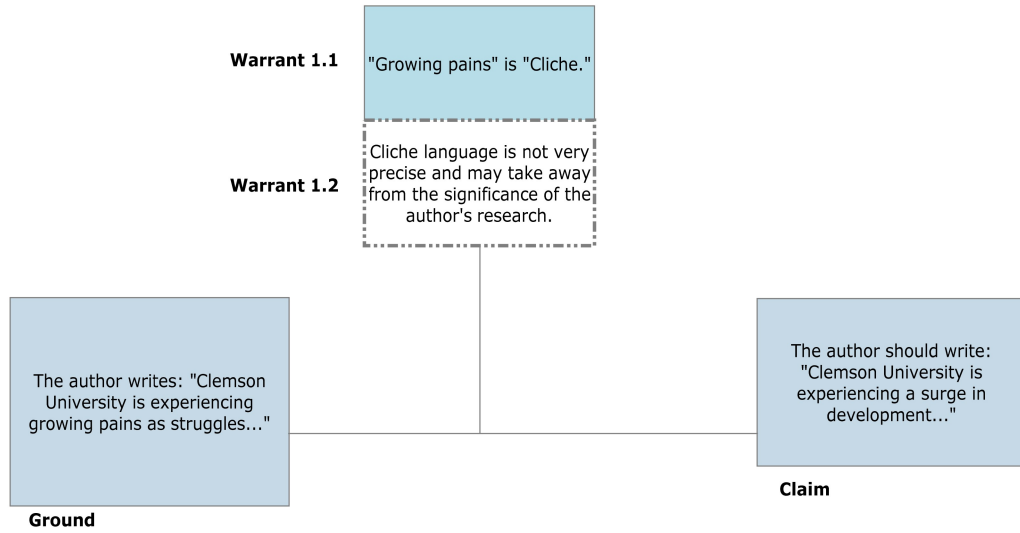 Warrant 1.1
"Growing pains" is "Cliche."
Warrant 1.2
Cliche language is not very
precise and may take away
from the significance of the
author's research.
The author writes: "Clemson
University is experiencing
growing pains as struggles..."
Ground
The author should write:
"Clemson University is
experiencing a surge in
development..."
Claim